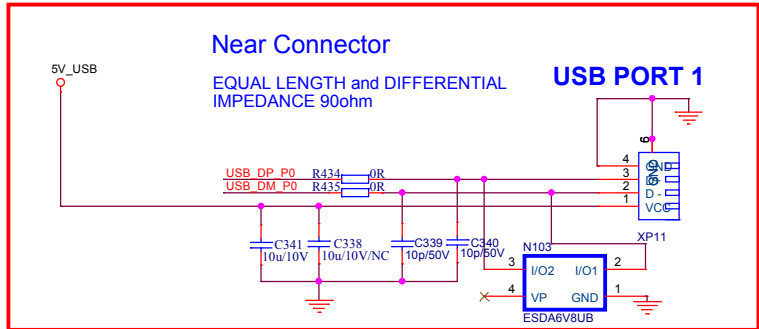 Near Connector
USB PORT 1
5V_USB
EQUAL LENGTH and DIFFERENTIAL
IMPEDANCE 90ohm
6
4 GND
GND
USB_DP_P0 R434 0R 3 D+
USB_DM_P0 R435 0R 2 D -
1 VCC
XP11
C341
10u/10V
C338
10u/10V/NC
C339
10p/50V
C340
10p/50V
N103
3 I/O2 I/O1 2
4 VP GND 1
ESDA6V8UB